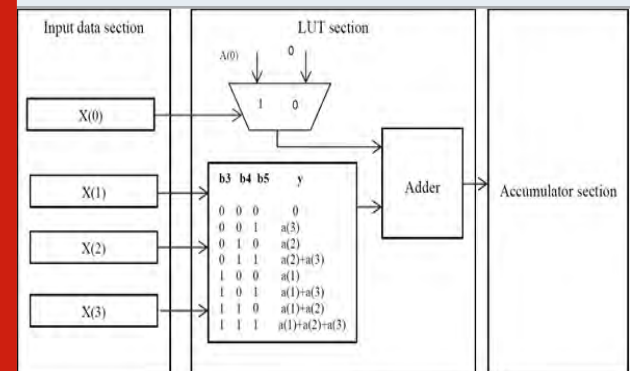 Input data section
LUT section
Accumulator section
A(0) 0
1 0
X(0)
X(1)
X(2)
X(3)
b3 b4 b5 y
0 0 0 0
0 0 1 a(3)
0 1 0 a(2)
0 1 1 a(2)+a(3)
1 0 0 a(1)
1 0 1 a(1)+a(3)
1 1 0 a(1)+a(2)
1 1 1 a(1)+a(2)+a(3)
Adder